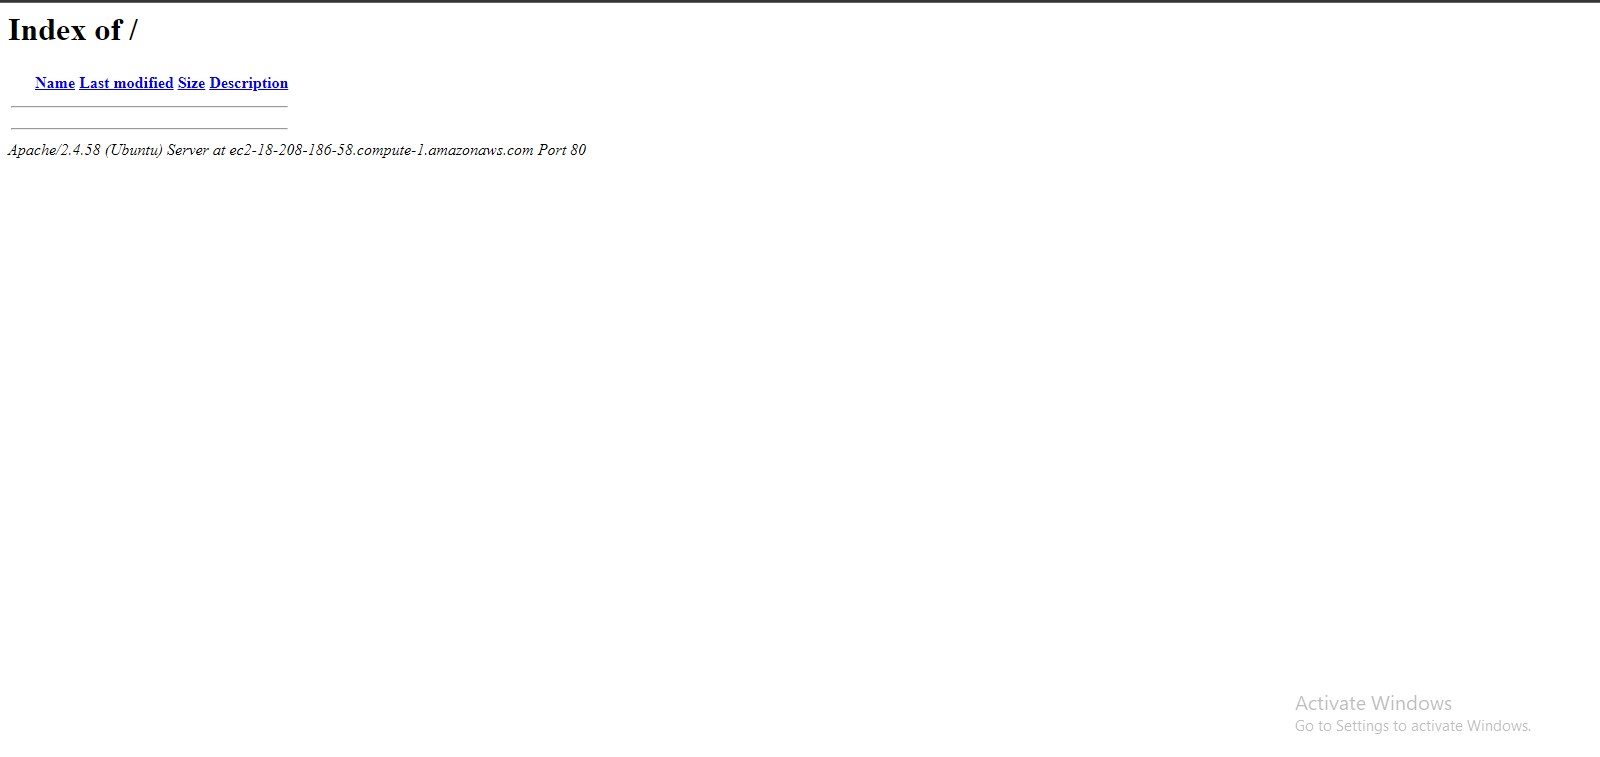 Index of /
Name Last modified Size Description
Apache/2.4.58 (Ubuntu) Server at ec2-18-208-186-58.compute-1.amazonaws.com Port 80
Activate Windows
Go to Settings to activate Windows.